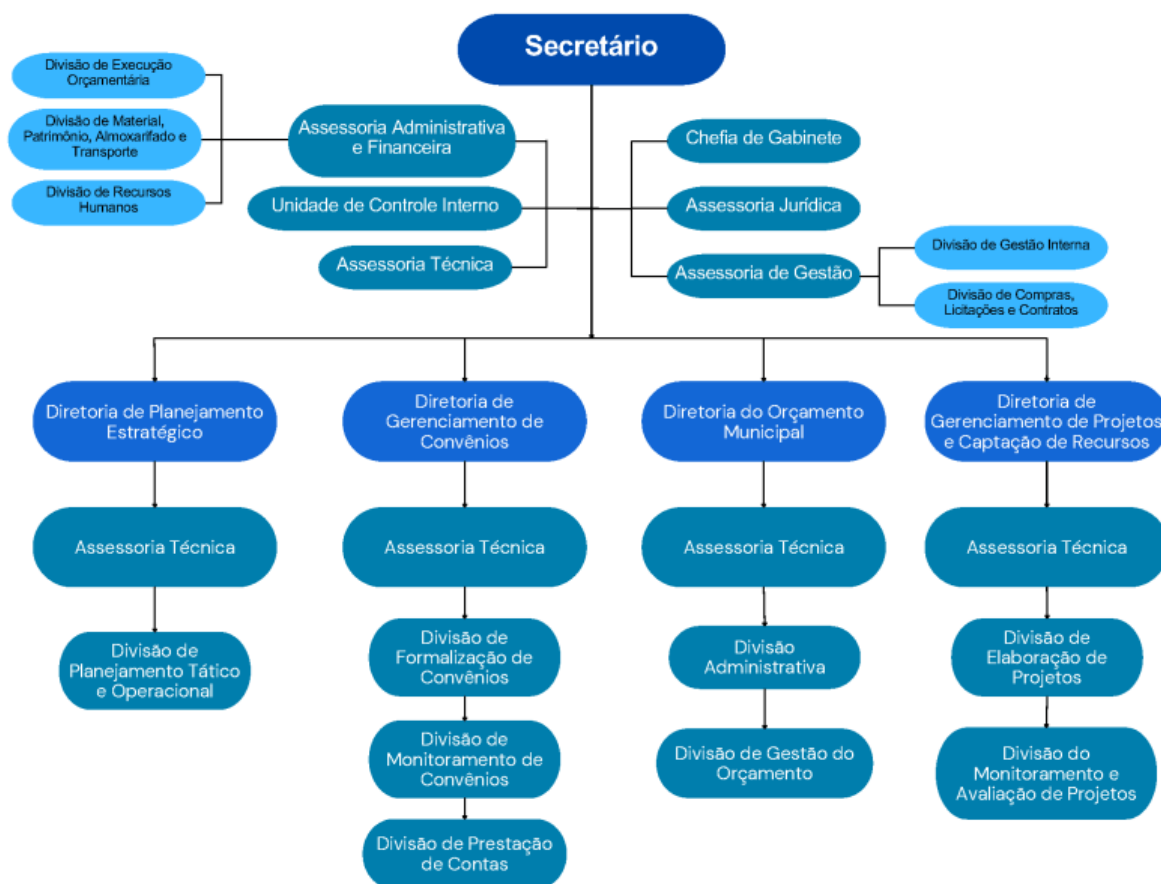 Secretário
Divisão de Execução
Orçamentária
Divisão de Material,
Patrimônio, Almoxarifado e
Transporte
Divisão de Recursos
Humanos
Assessoria Administrativa
e Financeira
Unidade de Controle Interno
Assessoria Técnica
Chefia de Gabinete
Assessoria Jurídica
Assessoria de Gestão
Divisão de Gestão Interna
Divisão de Compras,
Licitações e Contratos
Diretoria de Planejamento
Estratégico
Assessoria Técnica
Divisão de
Planejamento Tático
e Operacional
Diretoria de
Gerenciamento de
Convênios
Assessoria Técnica
Divisão de
Formalização de
Convênios
Divisão de
Monitoramento de
Convênios
Divisão de Prestação
de Contas
Diretoria do Orçamento
Municipal
Assessoria Técnica
Divisão
Administrativa
Divisão de Gestão do
Orçamento
Diretoria de
Gerenciamento de Projetos
e Captação de Recursos
Assessoria Técnica
Divisão de
Elaboração de
Projetos
Divisão do
Monitoramento e
Avaliação de Projetos